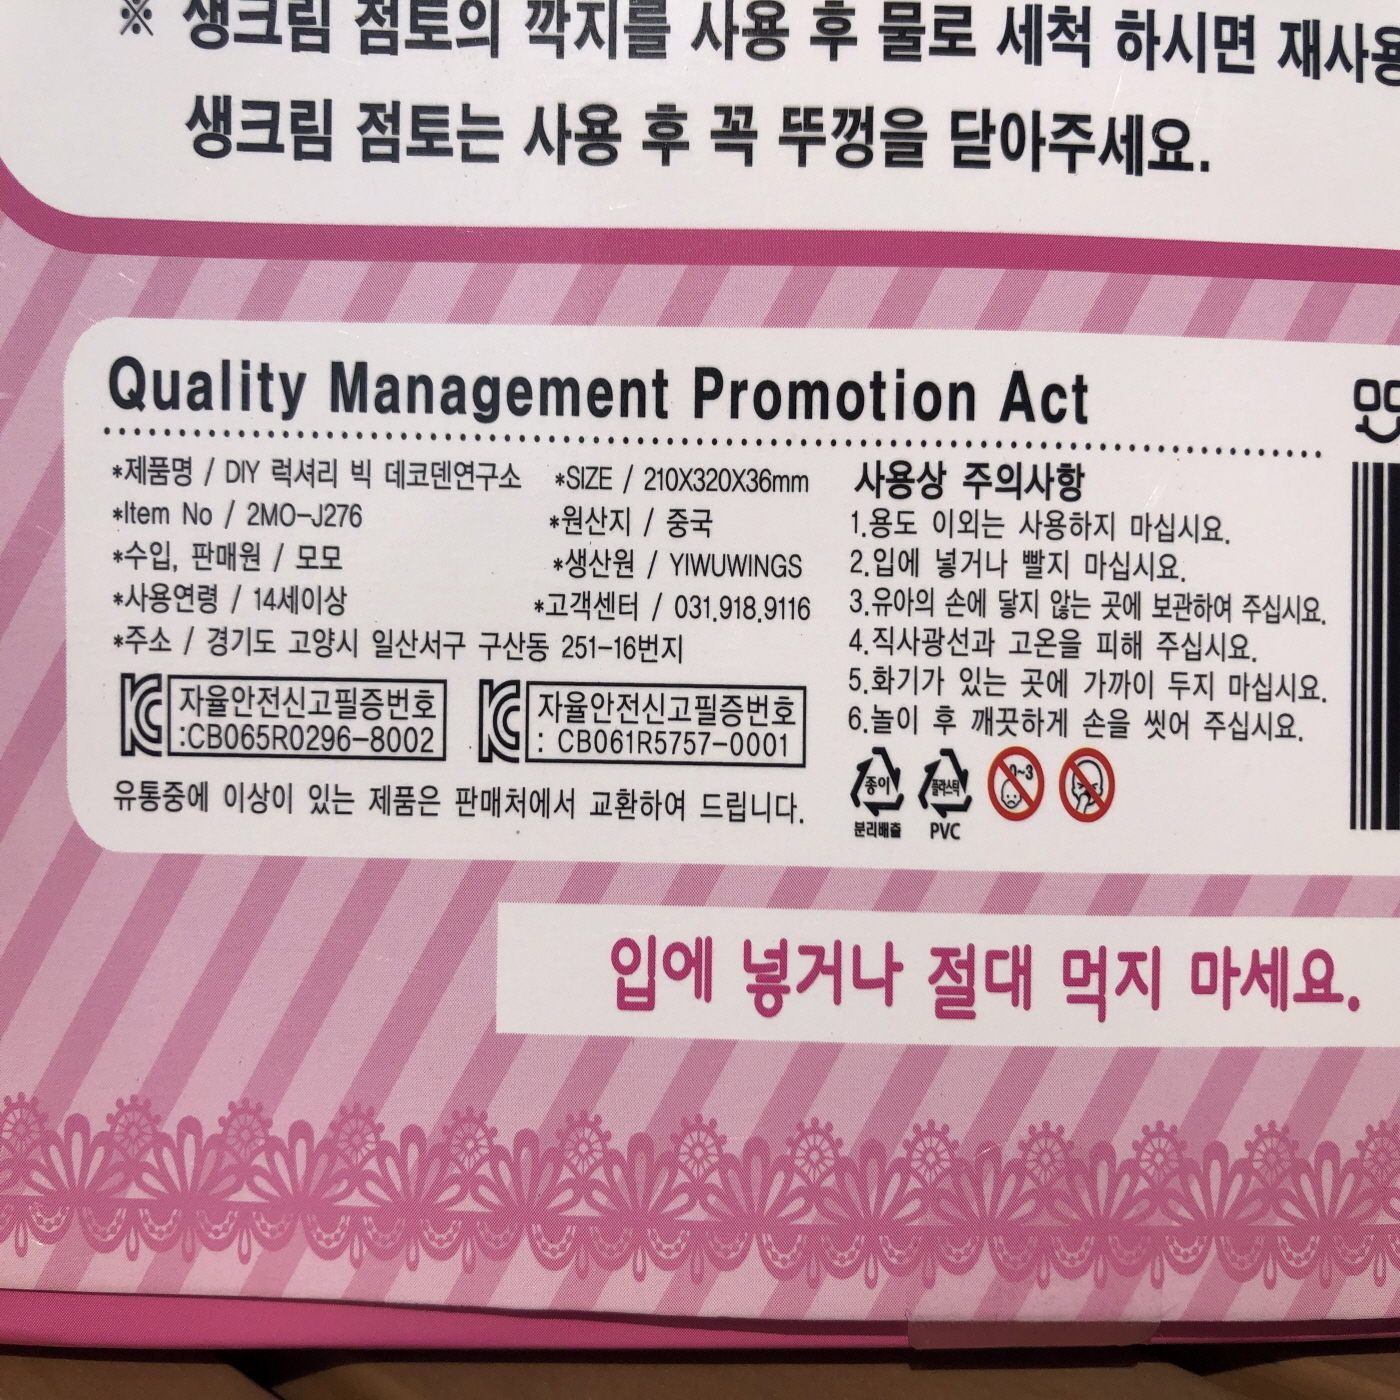 ※ 생크림 점토의 깍지를 사용 후 물로 세척 하시면 재사용
생크림 점토는 사용 후 꼭 뚜껑을 닫아주세요.
Quality Management Promotion Act
*제품명 / DIY 럭셔리 빅 데코덴연구소 *SIZE / 210X320X36mm
*Item No / 2MO-J276 *원산지 / 중국
*수입, 판매원 / 모모 *생산원 / YIWUWINGS
*사용연령 / 14세이상 *고객센터 / 031.918.9116
*주소 / 경기도 고양시 일산서구 구산동 251-16번지
자율안전신고필증번호
:CB065R0296-8002
자율안전신고필증번호
: CB061R5757-0001
유통중에 이상이 있는 제품은 판매처에서 교환하여 드립니다.
사용상 주의사항
1.용도 이외는 사용하지 마십시요.
2.입에 넣거나 빨지 마십시요.
3.유아의 손에 닿지 않는 곳에 보관하여 주십시요.
4.직사광선과 고온을 피해 주십시요.
5.화기가 있는 곳에 가까이 두지 마십시요.
6.놀이 후 깨끗하게 손을 씻어 주십시요.
종이 플라스틱 0~3
분리배출 PVC
입에 넣거나 절대 먹지 마세요.